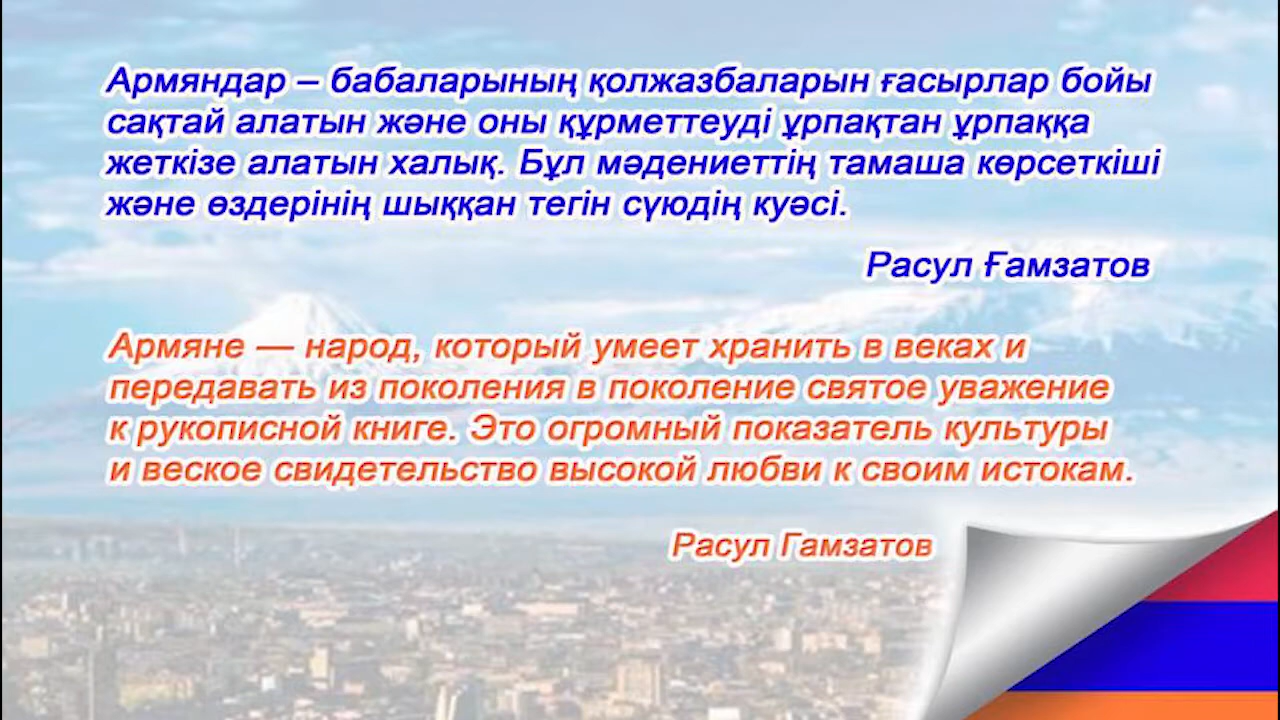 Армяндар – бабаларының қолжазбаларын ғасырлар бойы
сақтай алатын және оны құрметтеуді ұрпақтан ұрпаққа
жеткізе алатын халық. Бұл мәдениеттің тамаша көрсеткіші
және өздерінің шыққан тегін сүюдің куәсі.
Расул Ғамзатов
Армяне — народ, который умеет хранить в веках и
передавать из поколения в поколение святое уважение
к рукописной книге. Это огромный показатель культуры
и веское свидетельство высокой любви к своим истокам.
Расул Гамзатов